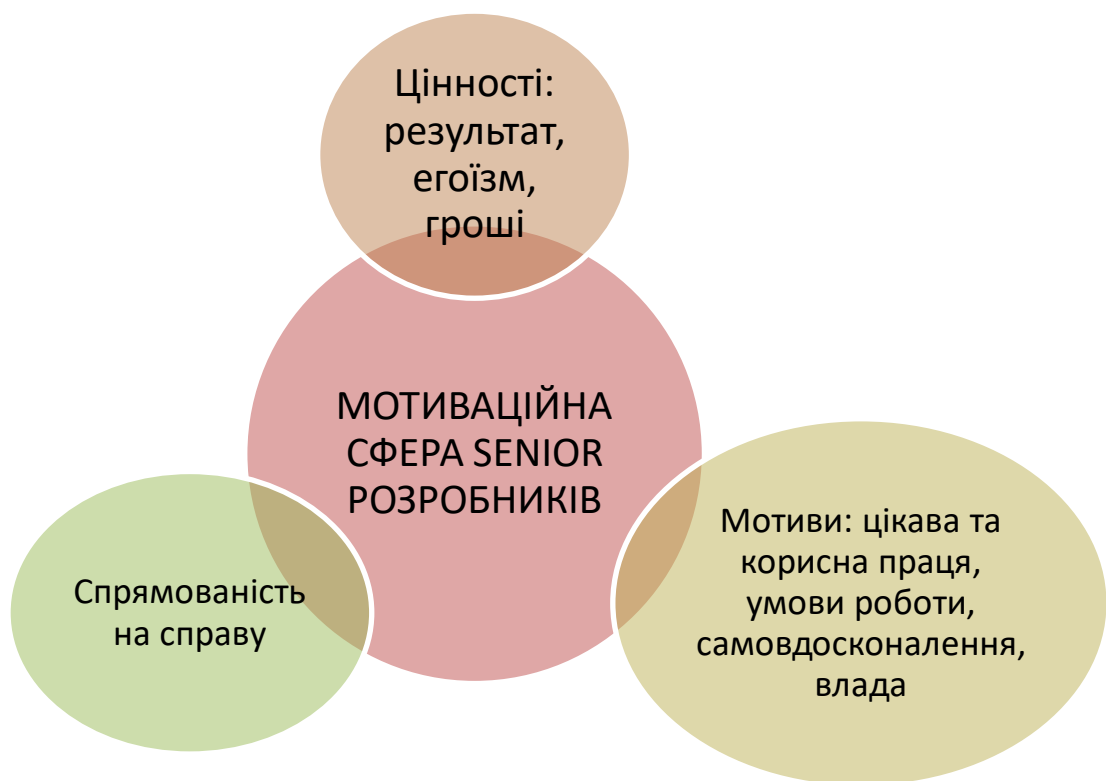 Цінності:
результат,
егоїзм,
гроші
МОТИВАЦІЙНА
СФЕРА SENIOR
РОЗРОБНИКІВ
Спрямованість
на справу
Мотиви: цікава та
корисна праця,
умови роботи,
самовдосконалення,
влада